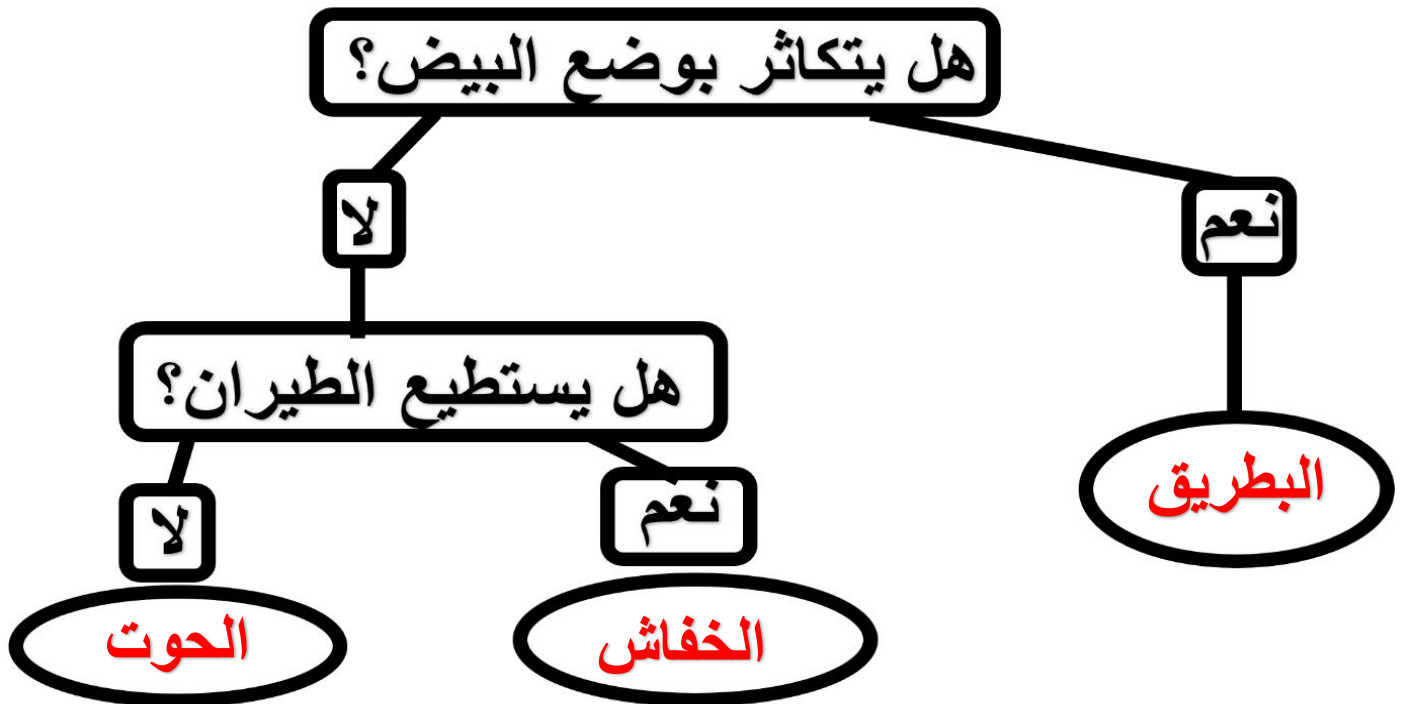 هل يتكاثر بوضع البيض؟
نعم
لا
هل يستطيع الطيران؟
البطريق
نعم
لا
الخفاش
الحوت